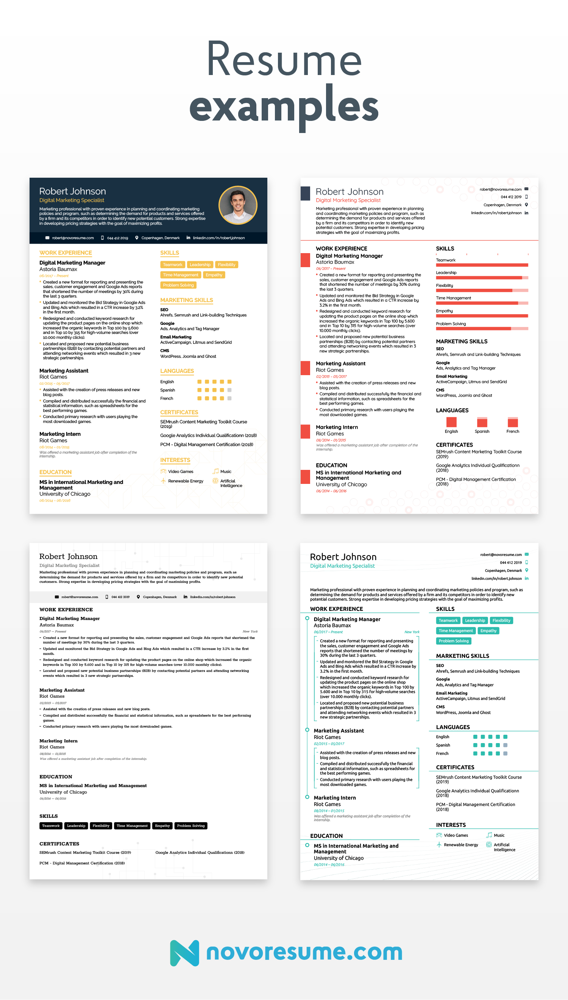 Resume
examples
Robert Johnson
Digital Marketing Specialist
Marketing professional with proven experience in planning and coordinating marketing
policies and program, such as determining the demand for products and services offered
by a firm and its competitors in order to identify new potential customers. Strong expertise
in developing pricing strategies with the goal of maximizing profits.
robert@novoresume.com 044 412 2019 Copenhagen, Denmark linkedin.com/in/robert.johnson
WORK EXPERIENCE
Digital Marketing Manager
Astoria Baumax
06/2017 – Present
Created a new format for reporting and presenting the
sales, customer engagement and Google Ads reports
that shortened the number of meetings by 30% during
the last 3 quarters.
Updated and monitored the Bid Strategy in Google Ads
and Bing Ads which resulted in a CTR increase by 3.2%
in the first month.
Redesigned and conducted keyword research for
updating the product pages on the online shop which
increased the organic keywords in Top 100 by 5.600
and in Top 10 by 315 for high-volume searches (over
10.000 monthly clicks).
Located and proposed new potential business
partnerships (B2B) by contacting potential partners and
attending networking events which resulted in 3 new
strategic partnerships.
Marketing Assistant
Riot Games
02/2015 – 05/2017
Assisted with the creation of press releases and new
blog posts.
Compiled and distributed successfully the financial and
statistical information, such as spreadsheets for the
best performing games.
Conducted primary research with users playing the
most downloaded games.
Marketing Intern
Riot Games
08/2014 – 01/2015
Was offered a marketing assistant job after completion of the
internship.
EDUCATION
MS in International Marketing and
Management
University of Chicago
06/2014 – 06/2016
SKILLS
Teamwork Leadership Flexibility
Time Management Empathy
Problem Solving
MARKETING SKILLS
SEO
Ahrefs, Semrush and Link-building Techniques
Google
Ads, Analytics and Tag Manager
Email Marketing
ActiveCampaign, Litmus and SendGrid
CMS
WordPress, Joomla and Ghost
LANGUAGES
English
Spanish
French
CERTIFICATES
SEMrush Content Marketing Toolkit Course
(2019)
Google Analytics Individual Qualificationn (2018)
PCM - Digital Management Certification (2018)
INTERESTS
Video Games Music
Renewable Energy Artificial
Intelligence
Robert Johnson
Digital Marketing Specialist
Marketing professional with proven experience in planning
and coordinating marketing policies and program, such as
determining the demand for products and services offered
by a firm and its competitors in order to identify new
potential customers. Strong expertise in developing pricing
strategies with the goal of maximizing profits.
robert@novoresume.com
044 412 2019
Copenhagen, Denmark
linkedin.com/in/robert.johnson
WORK EXPERIENCE
Digital Marketing Manager
Astoria Baumax
06/2017 – Present
Created a new format for reporting and presenting the
sales, customer engagement and Google Ads reports
that shortened the number of meetings by 30% during
the last 3 quarters.
Updated and monitored the Bid Strategy in Google
Ads and Bing Ads which resulted in a CTR increase by
3.2% in the first month.
Redesigned and conducted keyword research for
updating the product pages on the online shop which
increased the organic keywords in Top 100 by 5.600
and in Top 10 by 315 for high-volume searches (over
10.000 monthly clicks).
Located and proposed new potential business
partnerships (B2B) by contacting potential partners
and attending networking events which resulted in 3
new strategic partnerships.
Marketing Assistant
Riot Games
02/2015 – 05/2017
Assisted with the creation of press releases and new
blog posts.
Compiled and distributed successfully the financial and
statistical information, such as spreadsheets for the
best performing games.
Conducted primary research with users playing the
most downloaded games.
Marketing Intern
Riot Games
08/2014 – 01/2015
Was offered a marketing assistant job after completion of the
internship.
EDUCATION
MS in International Marketing and
Management
University of Chicago
06/2014 – 06/2016
SKILLS
Teamwork
Leadership
Flexibility
Time Management
Empathy
Problem Solving
MARKETING SKILLS
SEO
Ahrefs, Semrush and Link-building Techniques
Google
Ads, Analytics and Tag Manager
Email Marketing
ActiveCampaign, Litmus and SendGrid
CMS
WordPress, Joomla and Ghost
LANGUAGES
English Spanish French
CERTIFICATES
SEMrush Content Marketing Toolkit Course
(2019)
Google Analytics Individual Qualificationn
(2018)
PCM - Digital Management Certification
(2018)
Robert Johnson
Digital Marketing Specialist
Marketing professional with proven experience in planning and coordinating marketing policies and program, such as
determining the demand for products and services offered by a firm and its competitors in order to identify new potential
customers. Strong expertise in developing pricing strategies with the goal of maximizing profits.
robert@novoresume.com 044 412 2019 Copenhagen, Denmark linkedin.com/in/robert.johnson
WORK EXPERIENCE
Digital Marketing Manager
Astoria Baumax
06/2017 – Present New York
- Created a new format for reporting and presenting the sales, customer engagement and Google Ads reports that shortened the
number of meetings by 30% during the last 3 quarters.
- Updated and monitored the Bid Strategy in Google Ads and Bing Ads which resulted in a CTR increase by 3.2% in the first
month.
- Redesigned and conducted keyword research for updating the product pages on the online shop which increased the organic
keywords in Top 100 by 5.600 and in Top 10 by 315 for high-volume searches (over 10.000 monthly clicks).
- Located and proposed new potential business partnerships (B2B) by contacting potential partners and attending networking
events which resulted in 3 new strategic partnerships.
Marketing Assistant
Riot Games
02/2015 – 05/2017
- Assisted with the creation of press releases and new blog posts.
- Compiled and distributed successfully the financial and statistical information, such as spreadsheets for the best performing
games.
- Conducted primary research with users playing the most downloaded games.
Marketing Intern
Riot Games
08/2014 – 01/2015
Was offered a marketing assistant job after completion of the internship.
EDUCATION
MS in International Marketing and Management
University of Chicago
06/2014 – 06/2016
SKILLS
Teamwork Leadership Flexibility Time Management Empathy Problem Solving
CERTIFICATES
SEMrush Content Marketing Toolkit Course (2019) Google Analytics Individual Qualificationn (2018)
PCM - Digital Management Certification (2018)
Robert Johnson
Digital Marketing Specialist
robert@novoresume.com
044 412 2019
Copenhagen, Denmark
linkedin.com/in/robert.johnson
Marketing professional with proven experience in planning and coordinating marketing policies and program, such as
determining the demand for products and services offered by a firm and its competitors in order to identify new
potential customers. Strong expertise in developing pricing strategies with the goal of maximizing profits.
WORK EXPERIENCE
Digital Marketing Manager
Astoria Baumax
06/2017 – Present New York
- Created a new format for reporting and presenting
the sales, customer engagement and Google Ads
reports that shortened the number of meetings by
30% during the last 3 quarters.
- Updated and monitored the Bid Strategy in Google
Ads and Bing Ads which resulted in a CTR increase by
3.2% in the first month.
- Redesigned and conducted keyword research for
updating the product pages on the online shop
which increased the organic keywords in Top 100 by
5.600 and in Top 10 by 315 for high-volume searches
(over 10.000 monthly clicks).
- Located and proposed new potential business
partnerships (B2B) by contacting potential partners
and attending networking events which resulted in 3
new strategic partnerships.
Marketing Assistant
Riot Games
02/2015 – 05/2017
- Assisted with the creation of press releases and new
blog posts.
- Compiled and distributed successfully the financial
and statistical information, such as spreadsheets for
the best performing games.
- Conducted primary research with users playing the
most downloaded games.
Marketing Intern
Riot Games
08/2014 – 01/2015
Was offered a marketing assistant job after completion of the
internship.
EDUCATION
MS in International Marketing and
Management
University of Chicago
06/2014 – 06/2016
SKILLS
Teamwork Leadership Flexibility
Time Management Empathy
Problem Solving
MARKETING SKILLS
SEO
Ahrefs, Semrush and Link-building Techniques
Google
Ads, Analytics and Tag Manager
Email Marketing
ActiveCampaign, Litmus and SendGrid
CMS
WordPress, Joomla and Ghost
LANGUAGES
English
Spanish
French
CERTIFICATES
SEMrush Content Marketing Toolkit Course
(2019)
Google Analytics Individual Qualificationn
(2018)
PCM - Digital Management Certification
(2018)
INTERESTS
Video Games Music
Renewable Energy Artificial
Intelligence
novoresume.com